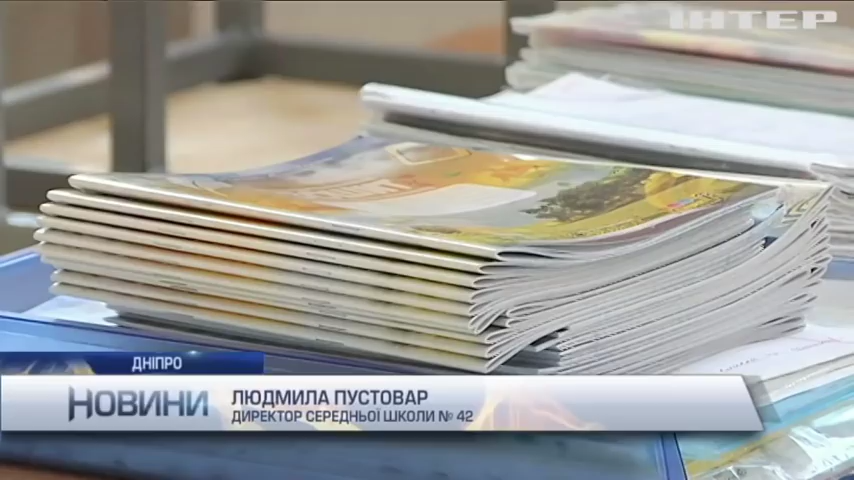 ІНТЕР
ДНІПРО
НОВИНИ
ЛЮДМИЛА ПУСТОВАР
ДИРЕКТОР СЕРЕДНЬОЇ ШКОЛИ № 42